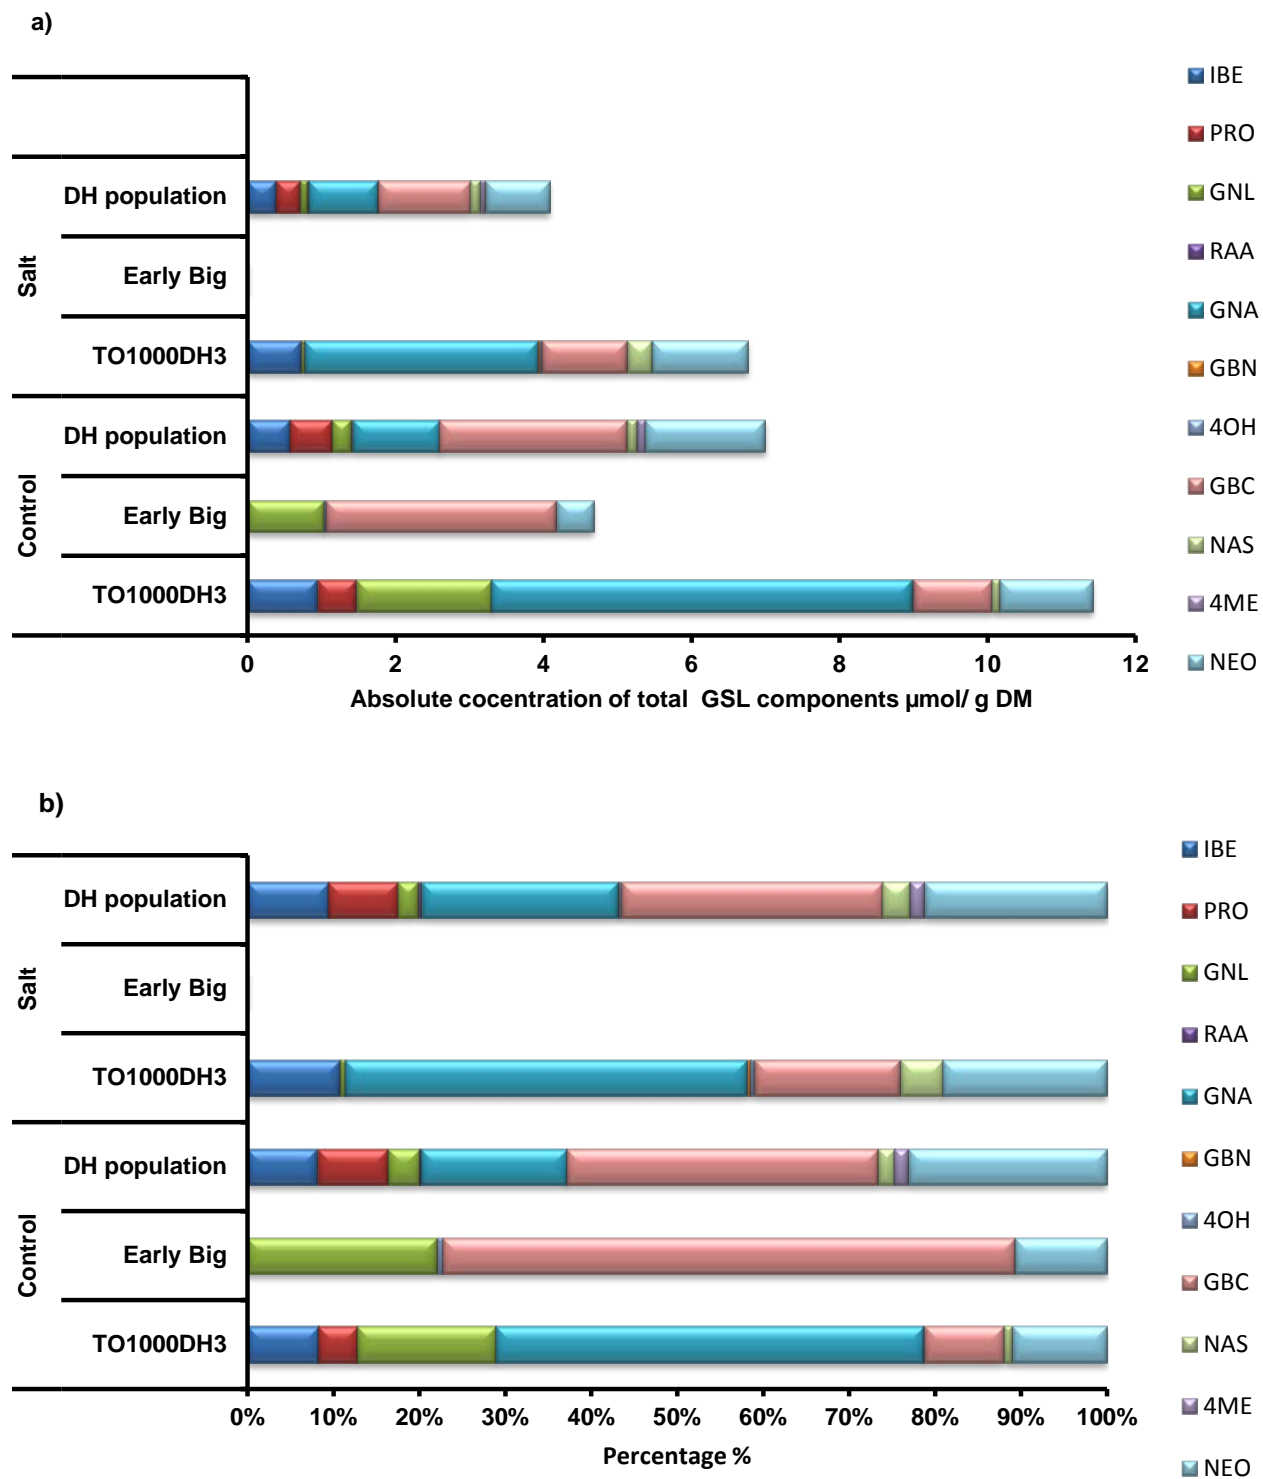 a)
Salt
DH population
Early Big
TO1000DH3
Control
DH population
Early Big
TO1000DH3
0 2 4 6 8 10 12
Absolute cocentration of total GSL components µmol/ g DM
IBE
PRO
GNL
RAA
GNA
GBN
4OH
GBC
NAS
4ME
NEO
b)
Salt
DH population
Early Big
TO1000DH3
Control
DH population
Early Big
TO1000DH3
0% 10% 20% 30% 40% 50% 60% 70% 80% 90% 100%
Percentage %
IBE
PRO
GNL
RAA
GNA
GBN
4OH
GBC
NAS
4ME
NEO